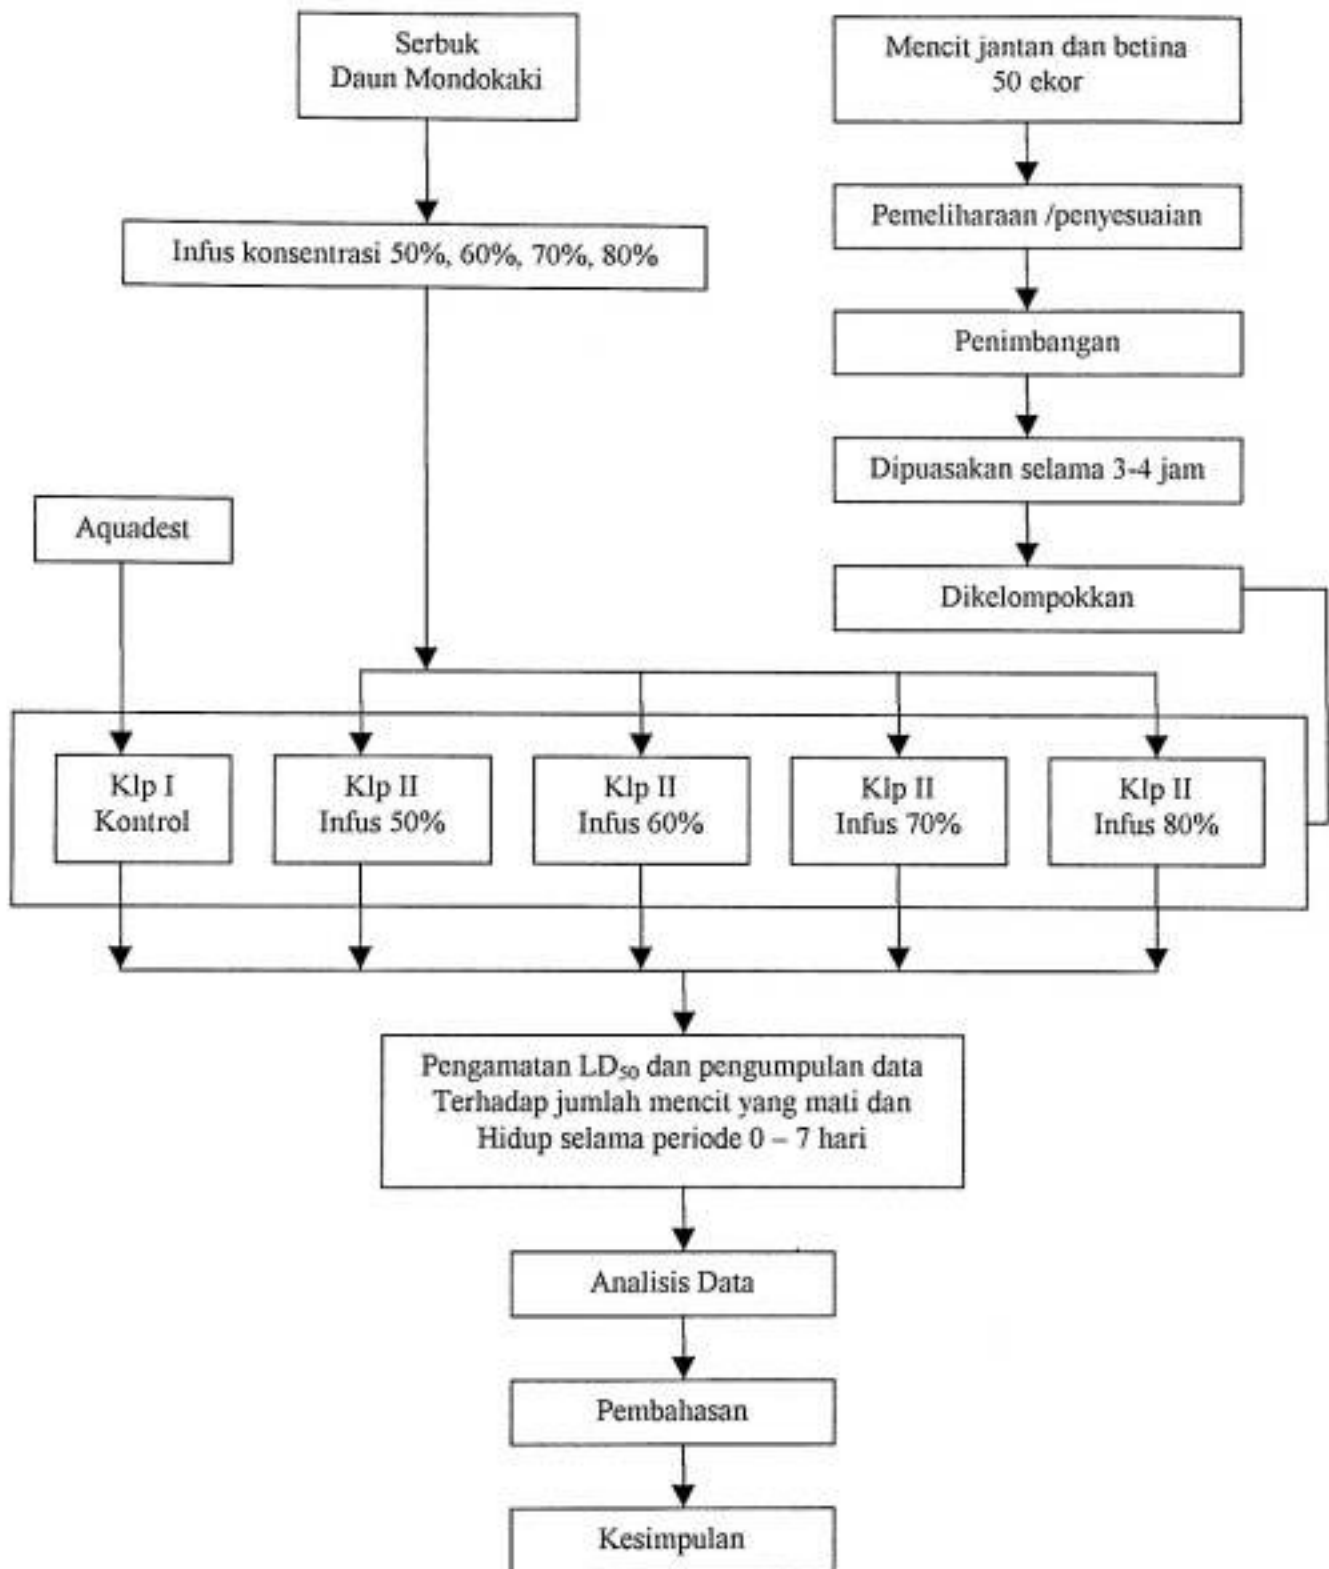 Serbuk
Daun Mondokaki
Mencit jantan dan betina
50 ekor
Infus konsentrasi 50%, 60%, 70%, 80%
Pemeliharaan /penyesuaian
Penimbangan
Dipuasakan selama 3-4 jam
Aquadest
Dikelompokkan
Klp I
Kontrol
Klp II
Infus 50%
Klp II
Infus 60%
Klp II
Infus 70%
Klp II
Infus 80%
Pengamatan LD₅₀ dan pengumpulan data
Terhadap jumlah mencit yang mati dan
Hidup selama periode 0 – 7 hari
Analisis Data
Pembahasan
Kesimpulan